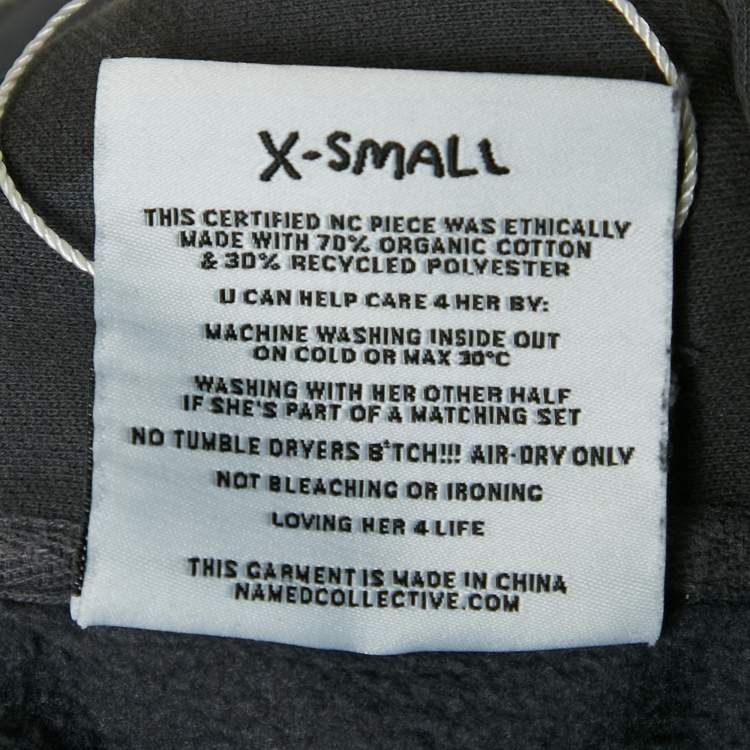 X-SMALL
THIS CERTIFIED NC PIECE WAS ETHICALLY
MADE WITH 70% ORGANIC COTTON
& 30% RECYCLED POLYESTER
U CAN HELP CARE 4 HER BY:
MACHINE WASHING INSIDE OUT
ON COLD OR MAX 30°C
WASHING WITH HER OTHER HALF
IF SHE'S PART OF A MATCHING SET
NO TUMBLE DRYERS B*TCH!!! AIR-DRY ONLY
NOT BLEACHING OR IRONING
LOVING HER 4 LIFE
THIS GARMENT IS MADE IN CHINA
NAMEDCOLLECTIVE.COM